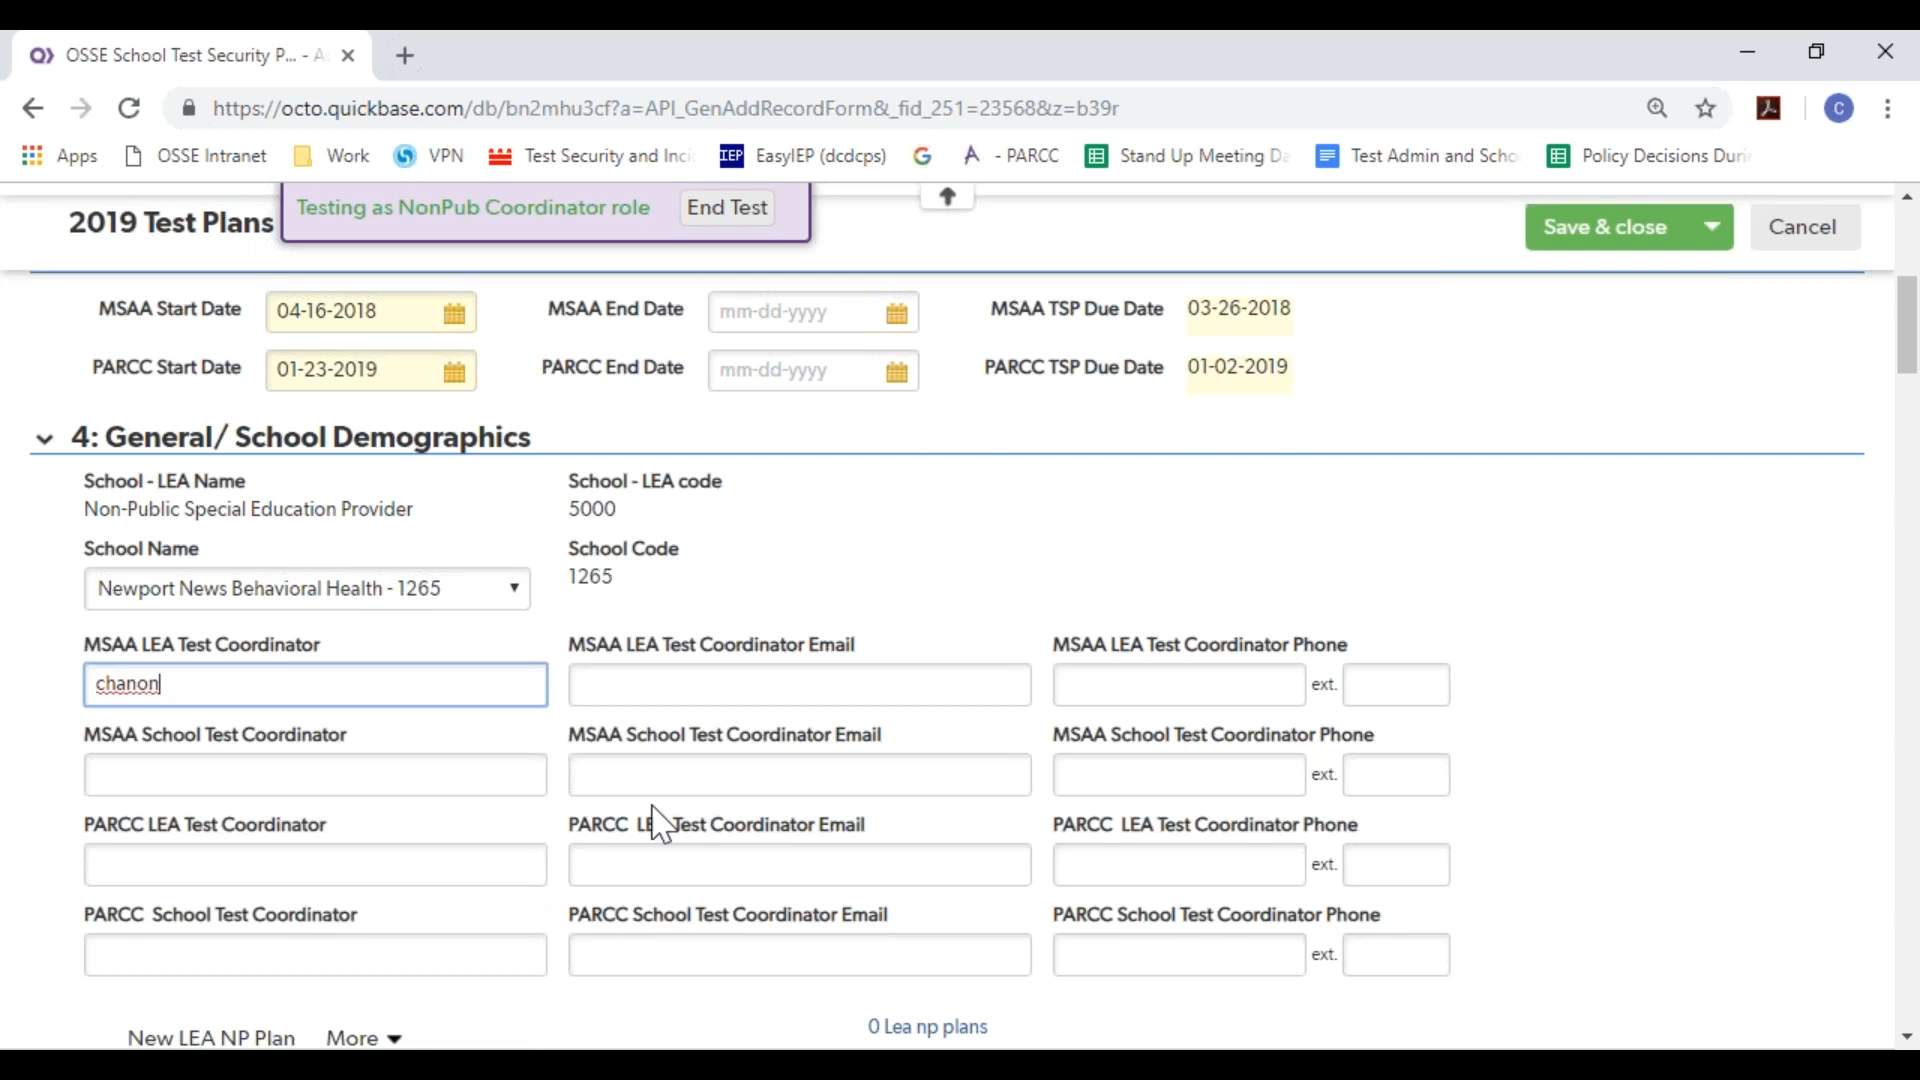 OSSE School Test Security P... - A
https://octo.quickbase.com/db/bn2mhu3cf?a=API_GenAddRecordForm&_fid_251=23568&z=b39r
C
Apps OSSE Intranet Work VPN Test Security and Inci IEP EasyIEP (dcdcps) G - PARCC Stand Up Meeting Da Test Admin and Scho Policy Decisions Duri
2019 Test Plans Testing as NonPub Coordinator role End Test Save & close Cancel
MSAA Start Date 04-16-2018 MSAA End Date mm-dd-yyyy MSAA TSP Due Date 03-26-2018
PARCC Start Date 01-23-2019 PARCC End Date mm-dd-yyyy PARCC TSP Due Date 01-02-2019
4: General/ School Demographics
School - LEA Name School - LEA code
Non-Public Special Education Provider 5000
School Name School Code
Newport News Behavioral Health - 1265 1265
MSAA LEA Test Coordinator MSAA LEA Test Coordinator Email MSAA LEA Test Coordinator Phone
chanon ext.
MSAA School Test Coordinator MSAA School Test Coordinator Email MSAA School Test Coordinator Phone
ext.
PARCC LEA Test Coordinator PARCC LEA Test Coordinator Email PARCC LEA Test Coordinator Phone
ext.
PARCC School Test Coordinator PARCC School Test Coordinator Email PARCC School Test Coordinator Phone
ext.
New LEA NP Plan More 0 Lea np plans